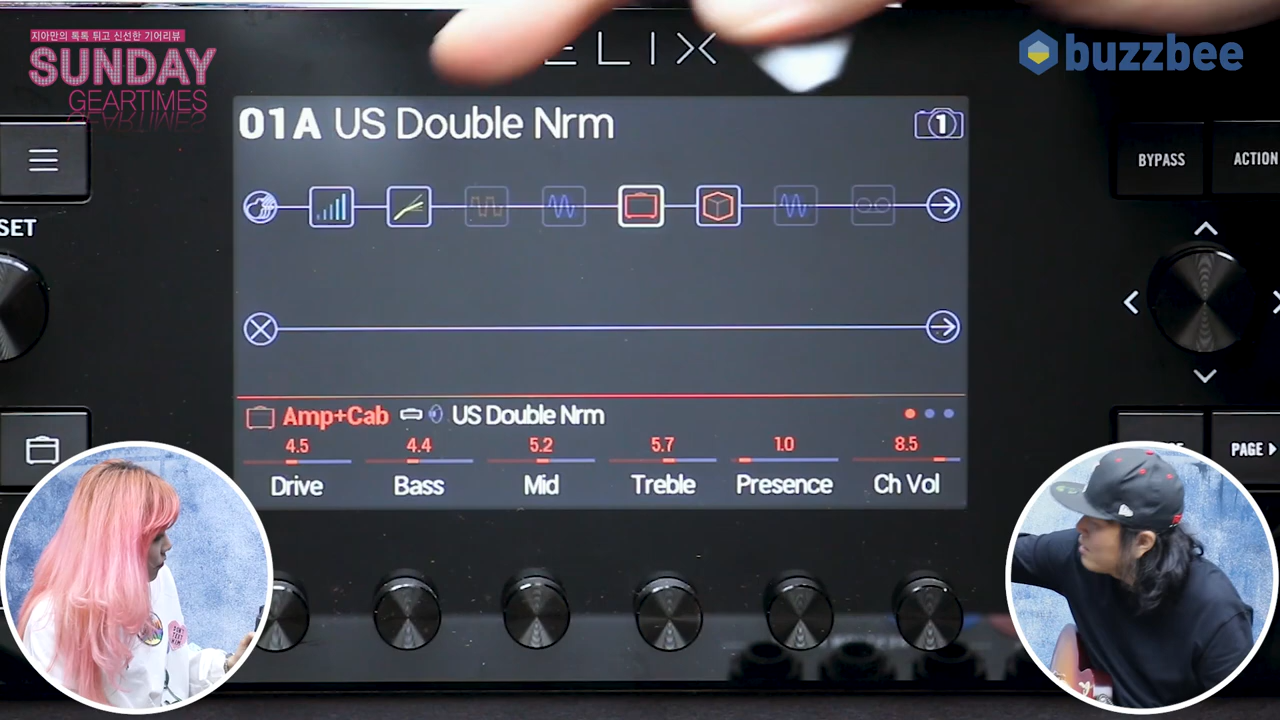 지아만의 톡톡 튀고 신선한 기어리뷰
SUNDAY
GEARTIMES
buzzbee
ELIX
01A US Double Nrm
1
BYPASS
ACTION
SET
Amp+Cab US Double Nrm
4.5 4.4 5.2 5.7 1.0 8.5
Drive Bass Mid Treble Presence Ch Vol
PAGE